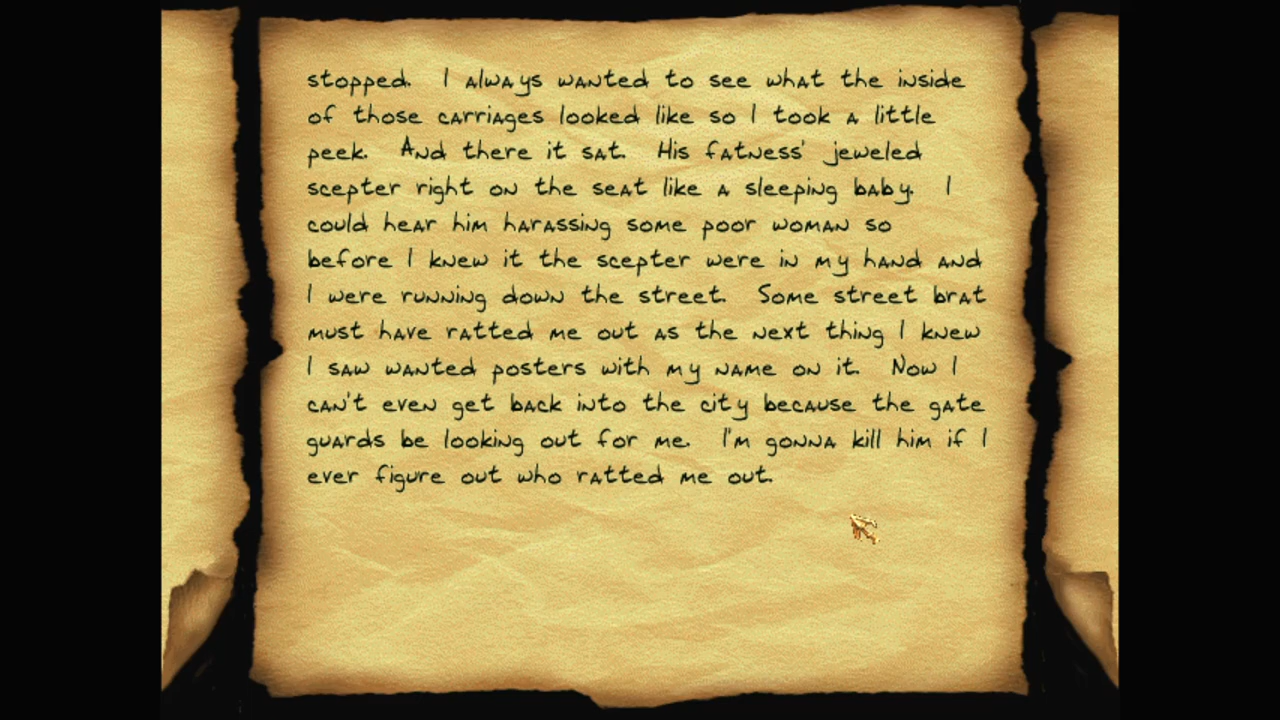 stopped.  I always wanted to see what the inside
of those carriages looked like so I took a little
peek.  And there it sat.  His fatness' jeweled
scepter right on the seat like a sleeping baby.  I
could hear him harassing some poor woman so
before I knew it the scepter were in my hand and
I were running down the street.  Some street brat
must have ratted me out as the next thing I knew
I saw wanted posters with my name on it.  Now I
can't even get back into the city because the gate
guards be looking out for me.  I'm gonna kill him if I
ever figure out who ratted me out.